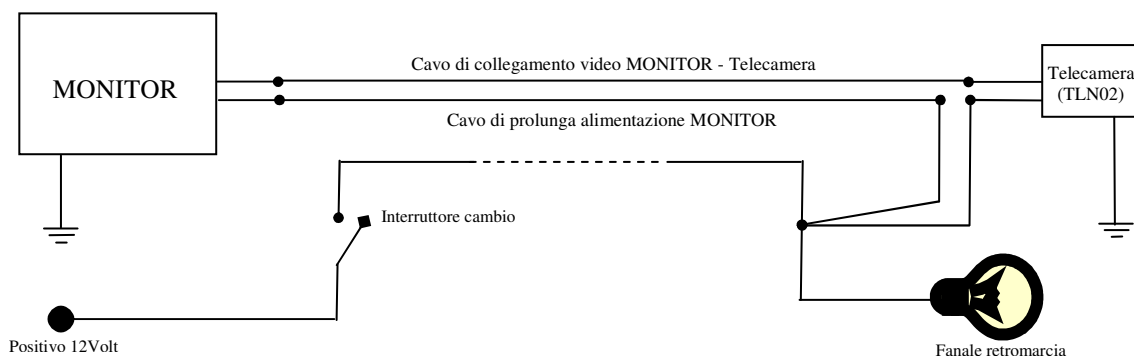 MONITOR
Cavo di collegamento video MONITOR - Telecamera
Telecamera
(TLN02)
Cavo di prolunga alimentazione MONITOR
Interruttore cambio
Positivo 12Volt
Fanale retromarcia